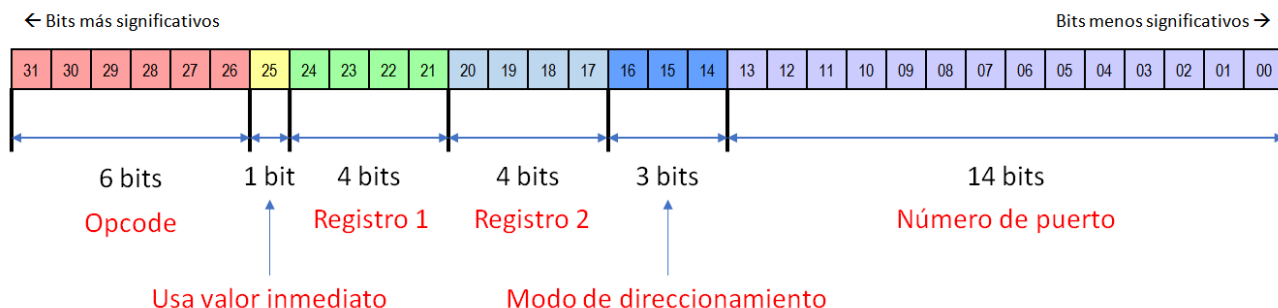 ← Bits más significativos Bits menos significativos →
31 30 29 28 27 26 25 24 23 22 21 20 19 18 17 16 15 14 13 12 11 10 09 08 07 06 05 04 03 02 01 00
6 bits 1 bit 4 bits 4 bits 3 bits 14 bits
Opcode Registro 1 Registro 2 Número de puerto
Usa valor inmediato Modo de direccionamiento